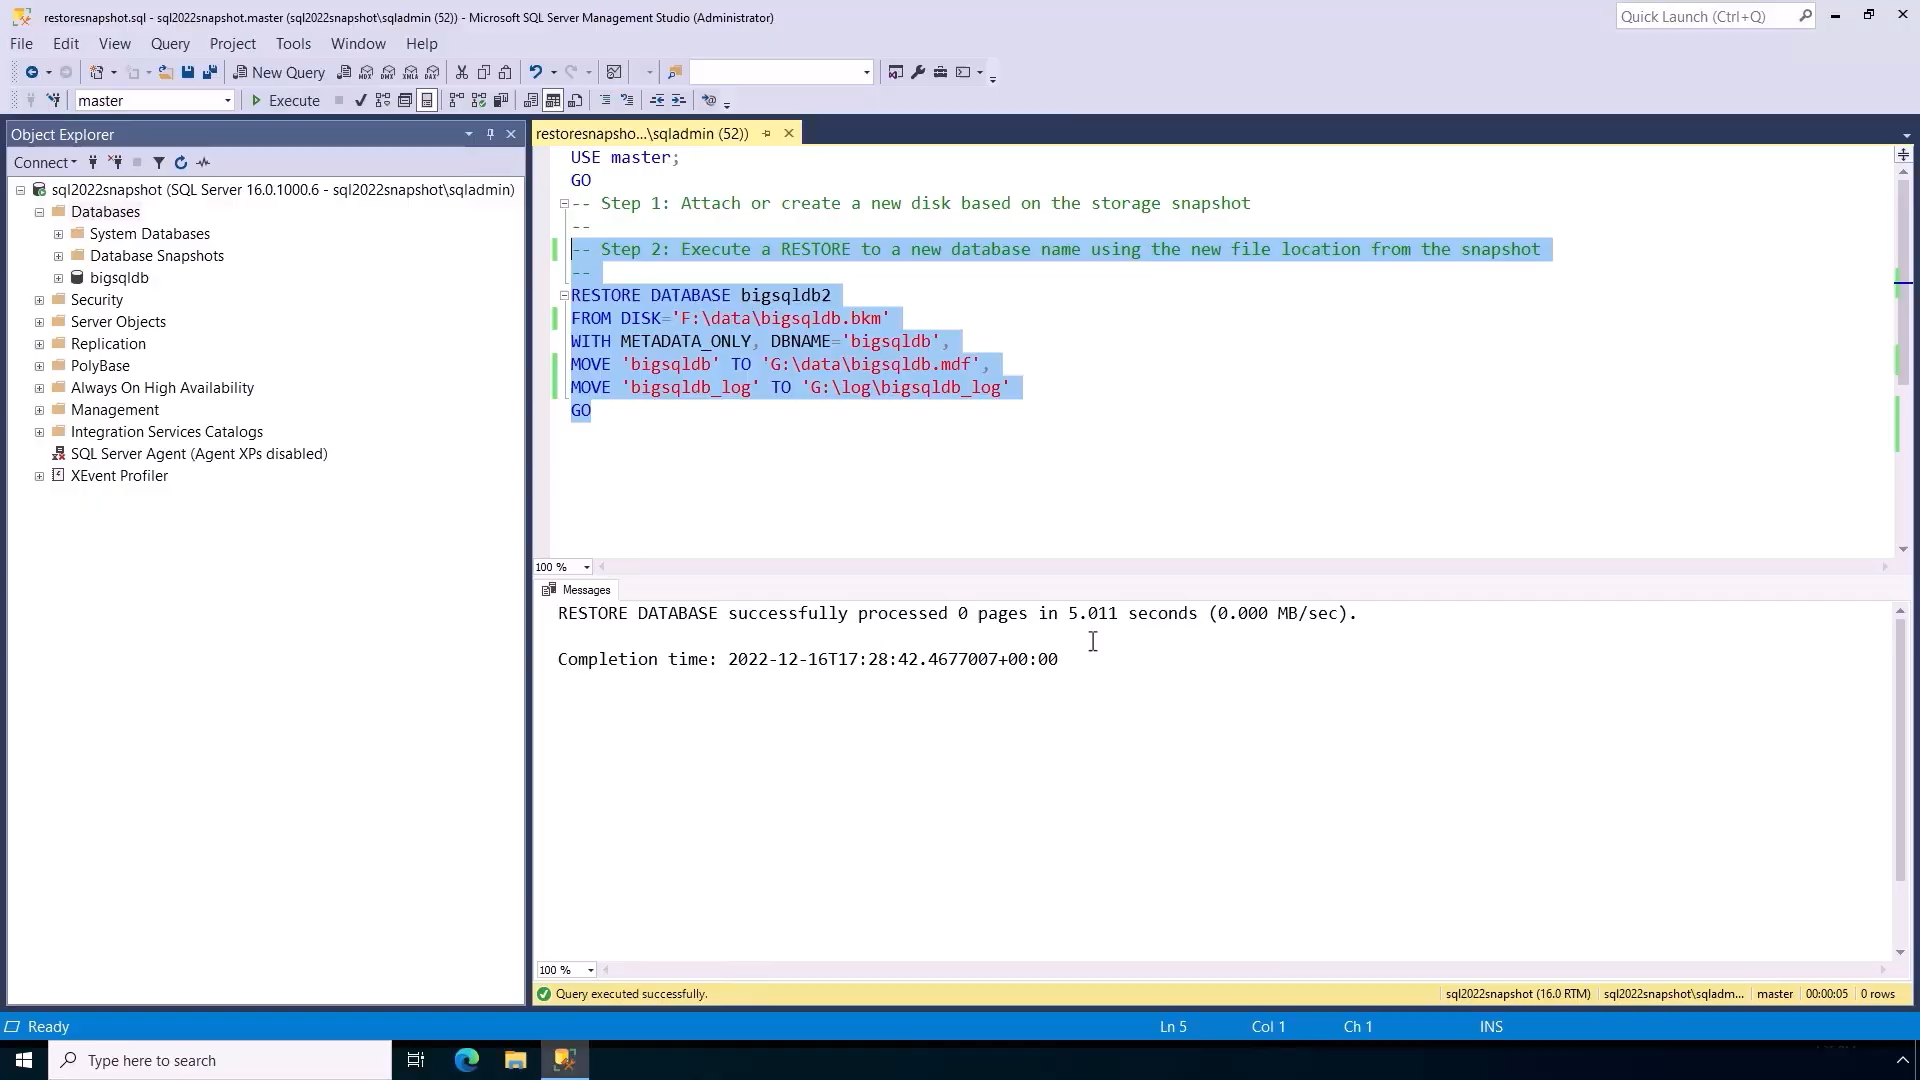 restoresnapshot.sql - sql2022snapshot.master (sql2022snapshot\sqladmin (52)) - Microsoft SQL Server Management Studio (Administrator)
Quick Launch (Ctrl+Q)
File Edit View Query Project Tools Window Help
New Query
MDX DMX XMLA DAX
master
Execute
Object Explorer
restoresnapsho...\sqladmin (52))
Connect
sql2022snapshot (SQL Server 16.0.1000.6 - sql2022snapshot\sqladmin)
Databases
System Databases
Database Snapshots
bigsqldb
Security
Server Objects
Replication
PolyBase
Always On High Availability
Management
Integration Services Catalogs
SQL Server Agent (Agent XPs disabled)
XEvent Profiler
USE master;
GO
-- Step 1: Attach or create a new disk based on the storage snapshot
--
-- Step 2: Execute a RESTORE to a new database name using the new file location from the snapshot
--
RESTORE DATABASE bigsqldb2
FROM DISK='F:\data\bigsqldb.bkm'
WITH METADATA_ONLY, DBNAME='bigsqldb',
MOVE 'bigsqldb' TO 'G:\data\bigsqldb.mdf',
MOVE 'bigsqldb_log' TO 'G:\log\bigsqldb_log'
GO
100 %
Messages
RESTORE DATABASE successfully processed 0 pages in 5.011 seconds (0.000 MB/sec).
Completion time: 2022-12-16T17:28:42.4677007+00:00
100 %
Query executed successfully.
sql2022snapshot (16.0 RTM) sql2022snapshot\sqladm... master 00:00:05 0 rows
Ready
Ln 5 Col 1 Ch 1 INS
Type here to search